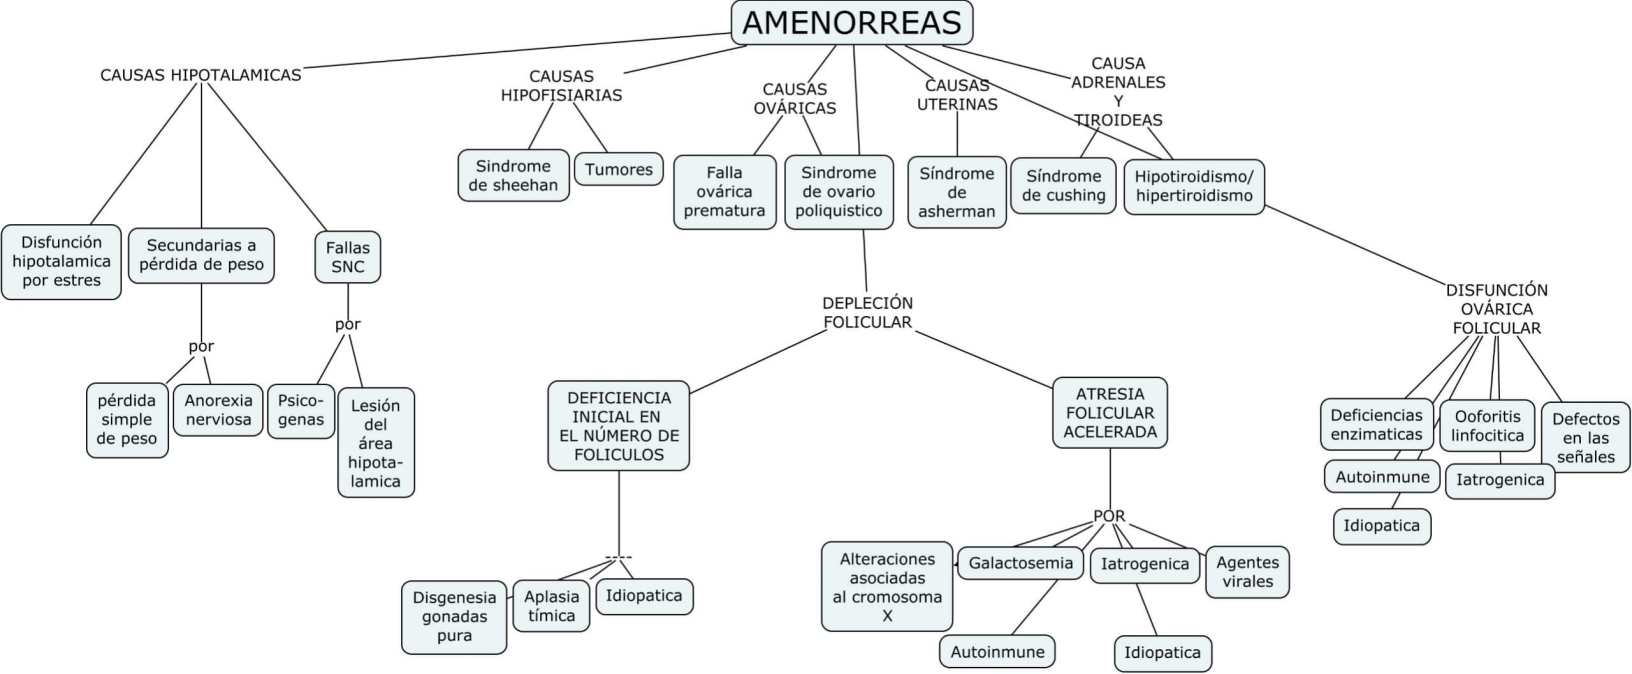 AMENORREAS
CAUSAS HIPOTALAMICAS
CAUSAS
HIPOFISIARIAS
CAUSAS
OVÁRICAS
CAUSAS
UTERINAS
CAUSA
ADRENALES
Y
TIROIDEAS
Sindrome
de sheehan
Tumores
Falla
ovárica
prematura
Sindrome
de ovario
poliquistico
Síndrome
de
asherman
Síndrome
de cushing
Hipotiroidismo/
hipertiroidismo
Disfunción
hipotalamica
por estres
Secundarias a
pérdida de peso
Fallas
SNC
por
por
pérdida
simple
de peso
Anorexia
nerviosa
Psico-
genas
Lesión
del
área
hipota-
lamica
DEPLECIÓN
FOLICULAR
DEFICIENCIA
INICIAL EN
EL NÚMERO DE
FOLICULOS
ATRESIA
FOLICULAR
ACELERADA
----
Disgenesia
gonadas
pura
Aplasia
tímica
Idiopatica
POR
Alteraciones
asociadas
al cromosoma
X
Galactosemia
Iatrogenica
Agentes
virales
Autoinmune
Idiopatica
DISFUNCIÓN
OVÁRICA
FOLICULAR
Deficiencias
enzimaticas
Ooforitis
linfocitica
Defectos
en las
señales
Autoinmune
Iatrogenica
Idiopatica